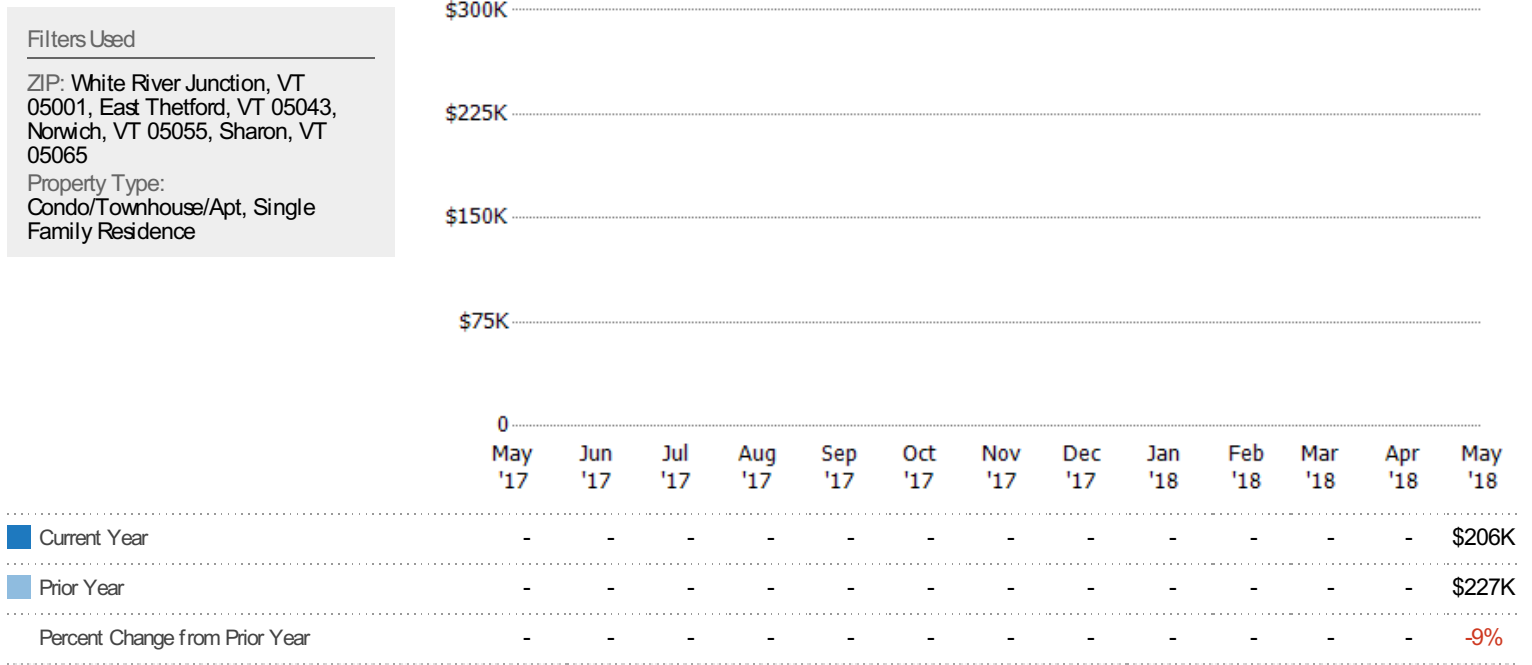 Filters Used
ZIP: White River Junction, VT
05001, East Thetford, VT 05043,
Norwich, VT 05055, Sharon, VT
05065
Property Type:
Condo/Townhouse/Apt, Single
Family Residence
$300K
$225K
$150K
$75K
0
May '17 Jun '17 Jul '17 Aug '17 Sep '17 Oct '17 Nov '17 Dec '17 Jan '18 Feb '18 Mar '18 Apr '18 May '18
Current Year - - - - - - - - - - - - $206K
Prior Year - - - - - - - - - - - - $227K
Percent Change from Prior Year - - - - - - - - - - - - -9%